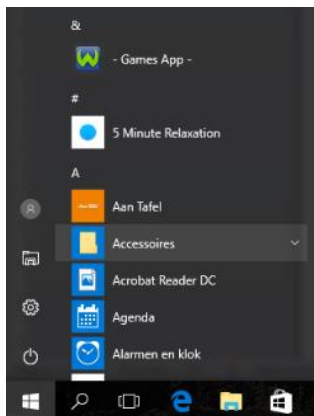 &
- Games App -
#
5 Minute Relaxation
A
Aan Tafel
Accessoires
Acrobat Reader DC
Agenda
Alarmen en klok